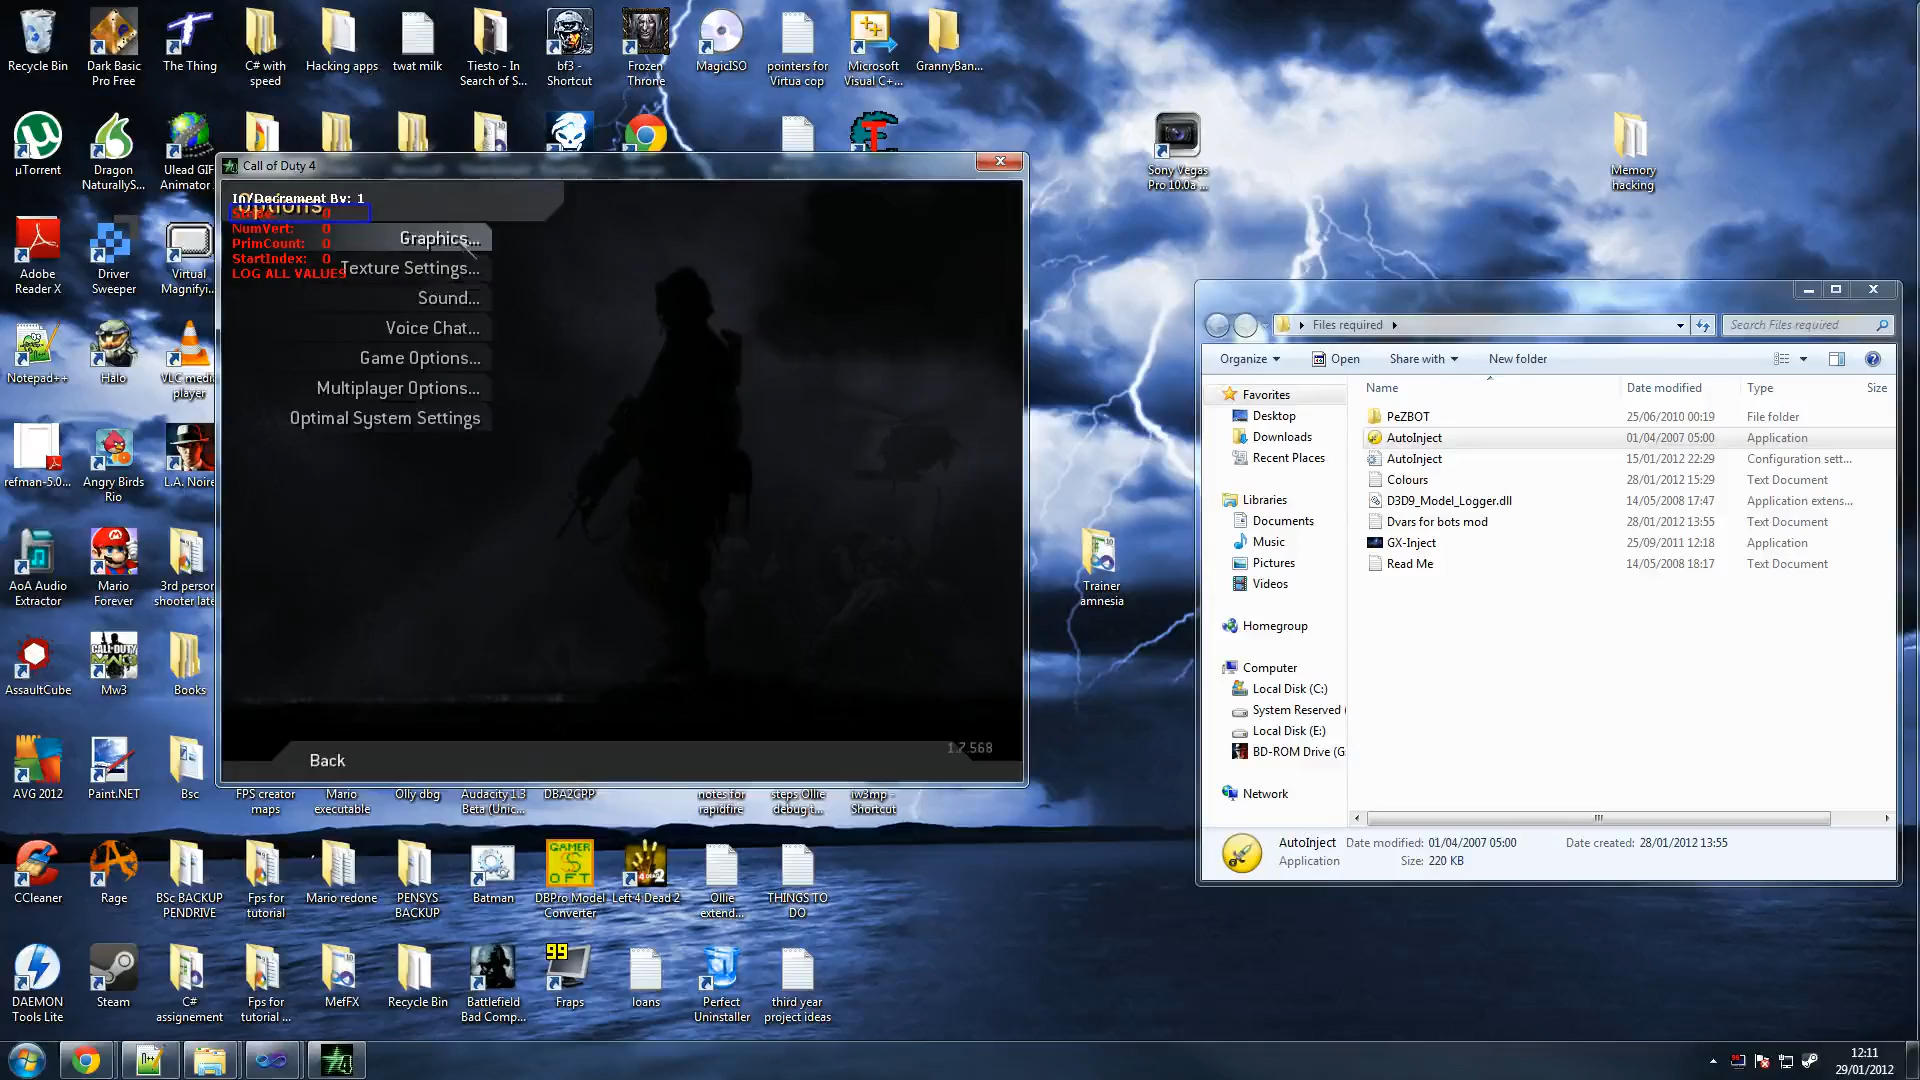 Recycle Bin
Dark Basic Pro Free
The Thing
C# with speed
Hacking apps
twat milk
Tiesto - In Search of S...
bf3 - Shortcut
Frozen Throne
MagicISO
pointers for Virtua cop
Microsoft Visual C+...
GrannyBan...
µTorrent
Dragon NaturallyS...
Ulead GIF Animator
Sony Vegas Pro 10.0a ...
Memory hacking
Call of Duty 4
In/Decrement By: 1
Options
Stride: 0
NumVert: 0
PrimCount: 0
StartIndex: 0
LOG ALL VALUES
Graphics...
Texture Settings...
Sound...
Voice Chat...
Game Options...
Multiplayer Options...
Optimal System Settings
Back
1.7.568
Adobe Reader X
Driver Sweeper
Virtual Magnifyi...
Notepad++
Halo
VLC media player
refman-5.0...
Angry Birds Rio
L.A. Noire
AoA Audio Extractor
Mario Forever
3rd person shooter late
Trainer amnesia
AssaultCube
Mw3
Books
AVG 2012
Paint.NET
Bsc
FPS creator maps
Mario executable
Olly dbg
Audacity 1.3 Beta (Unic...
DBA2CPP
notes for rapidfire
steps Ollie debug t...
iw3mp - Shortcut
CCleaner
Rage
BSc BACKUP PENDRIVE
Fps for tutorial
Mario redone
PENSYS BACKUP
Batman
GAMER S OFT
DBPro Model Converter
Left 4 Dead 2
Ollie extend...
THINGS TO DO
DAEMON Tools Lite
Steam
C# assignement
Fps for tutorial ...
MefFX
Recycle Bin
Battlefield Bad Comp...
99
Fraps
loans
Perfect Uninstaller
third year project ideas
Files required
Search Files required
Organize
Open
Share with
New folder
Name
Date modified
Type
Size
Favorites
Desktop
Downloads
Recent Places
Libraries
Documents
Music
Pictures
Videos
Homegroup
Computer
Local Disk (C:)
System Reserved (
Local Disk (E:)
BD-ROM Drive (G
Network
PeZBOT 25/06/2010 00:19 File folder
AutoInject 01/04/2007 05:00 Application
AutoInject 15/01/2012 22:29 Configuration sett...
Colours 28/01/2012 15:29 Text Document
D3D9_Model_Logger.dll 14/05/2008 17:47 Application extens...
Dvars for bots mod 28/01/2012 13:55 Text Document
GX-Inject 25/09/2011 12:18 Application
Read Me 14/05/2008 18:17 Text Document
AutoInject Date modified: 01/04/2007 05:00 Date created: 28/01/2012 13:55
Application Size: 220 KB
12:11
29/01/2012